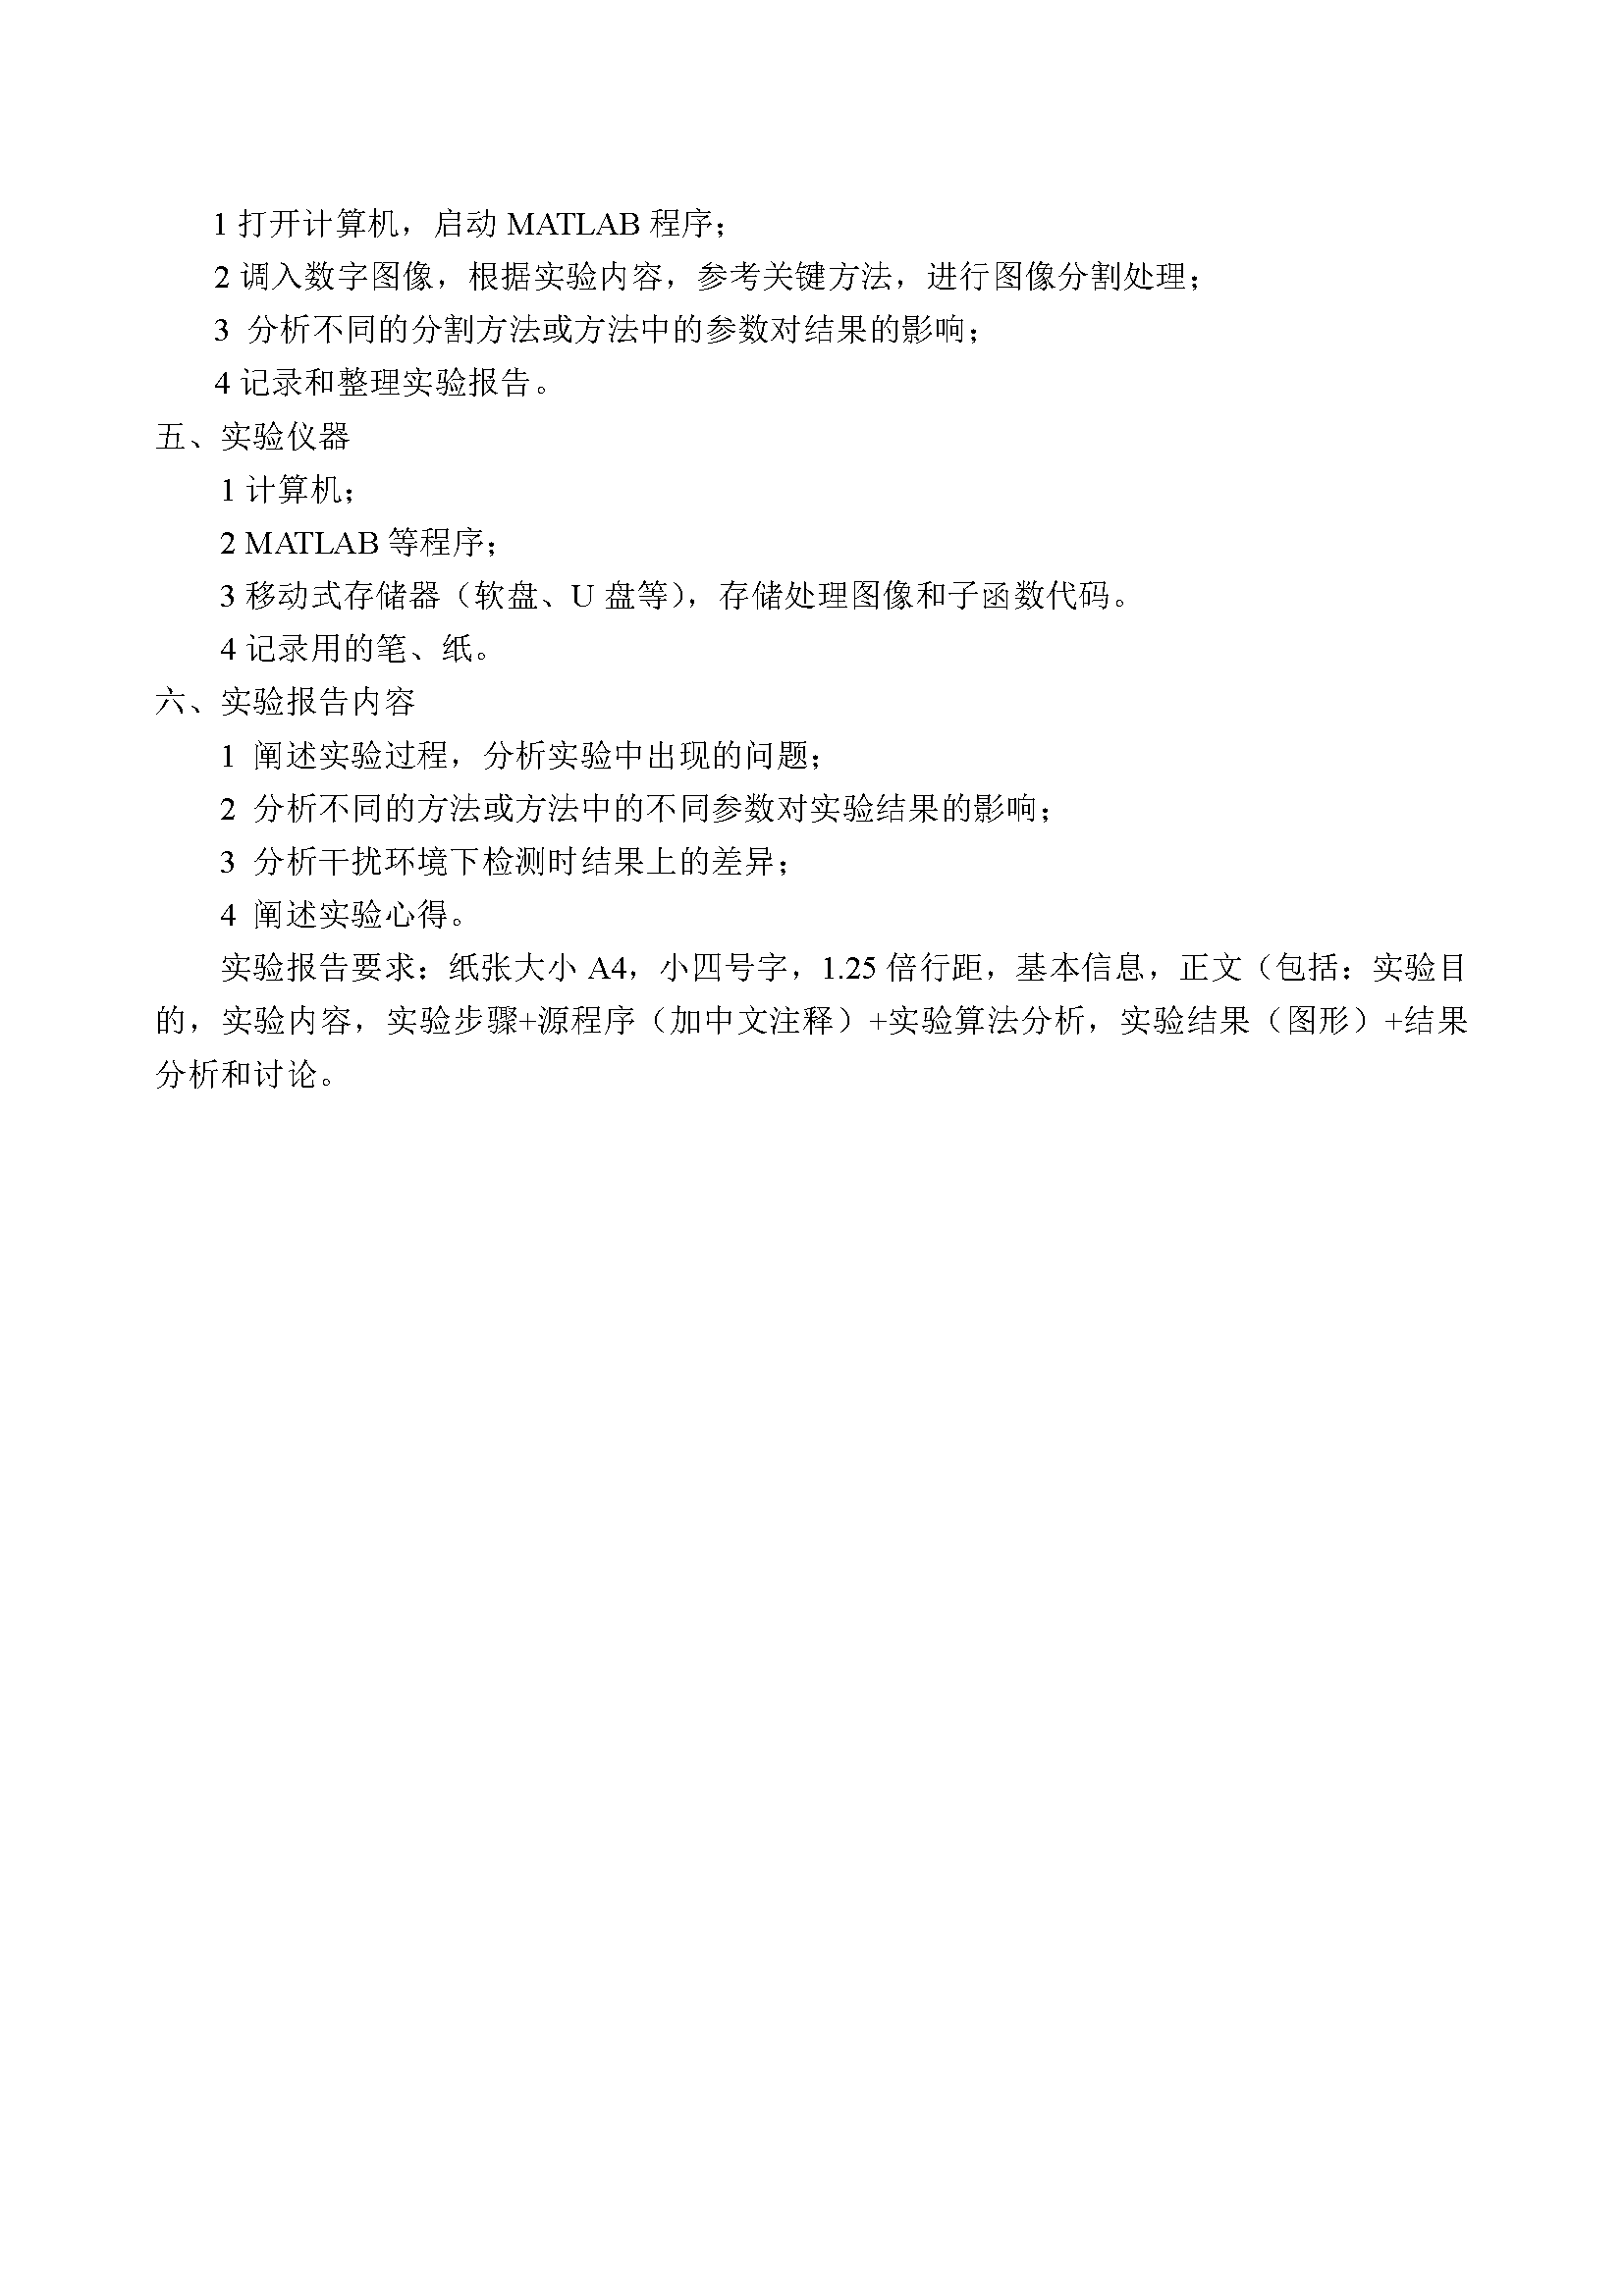 1 打开计算机，启动 MATLAB 程序；
2 调入数字图像，根据实验内容，参考关键方法，进行图像分割处理；
3 分析不同的分割方法或方法中的参数对结果的影响；
4 记录和整理实验报告。
五、实验仪器
1 计算机；
2 MATLAB 等程序；
3 移动式存储器（软盘、U 盘等），存储处理图像和子函数代码。
4 记录用的笔、纸。
六、实验报告内容
1 阐述实验过程，分析实验中出现的问题；
2 分析不同的方法或方法中的不同参数对实验结果的影响；
3 分析干扰环境下检测时结果上的差异；
4 阐述实验心得。
实验报告要求：纸张大小 A4，小四号字，1.25 倍行距，基本信息，正文（包括：实验目
的，实验内容，实验步骤+源程序（加中文注释）+实验算法分析，实验结果（图形）+结果
分析和讨论。